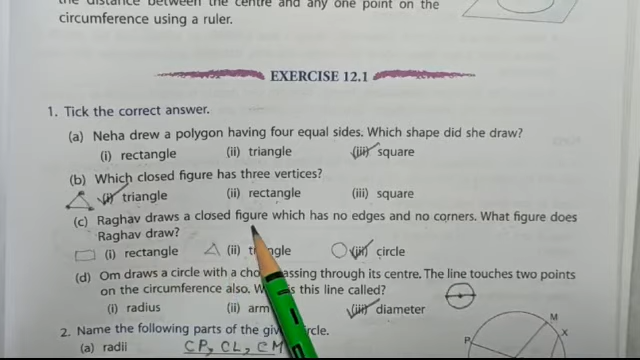 the distance between the centre and any one point on the
circumference using a ruler.
EXERCISE 12.1
1. Tick the correct answer.
(a) Neha drew a polygon having four equal sides. Which shape did she draw?
(i) rectangle (ii) triangle (iii) square
(b) Which closed figure has three vertices?
(i) triangle (ii) rectangle (iii) square
(c) Raghav draws a closed figure which has no edges and no corners. What figure does
Raghav draw?
(i) rectangle (ii) triangle (iii) circle
(d) Om draws a circle with a passing through its centre. The line touches two points
on the circumference also. is this line called?
(i) radius (ii) arm (iii) diameter
2. Name the following parts of the given circle.
(a) radii CP, CL, CM
M
X
P